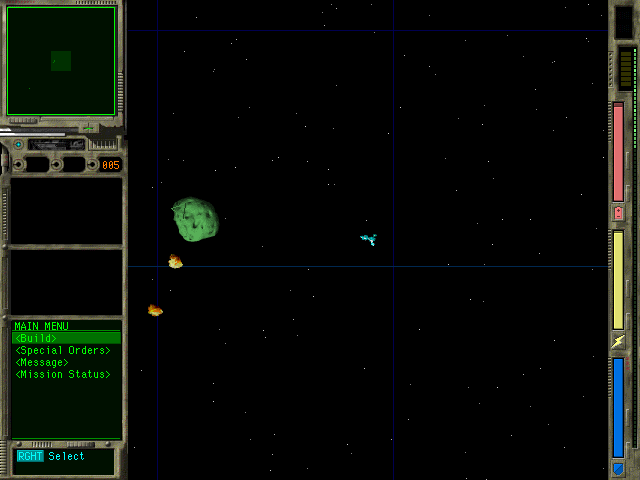 005
MAIN MENU
<Build>
<Special Orders>
<Message>
<Mission Status>
RGHT Select